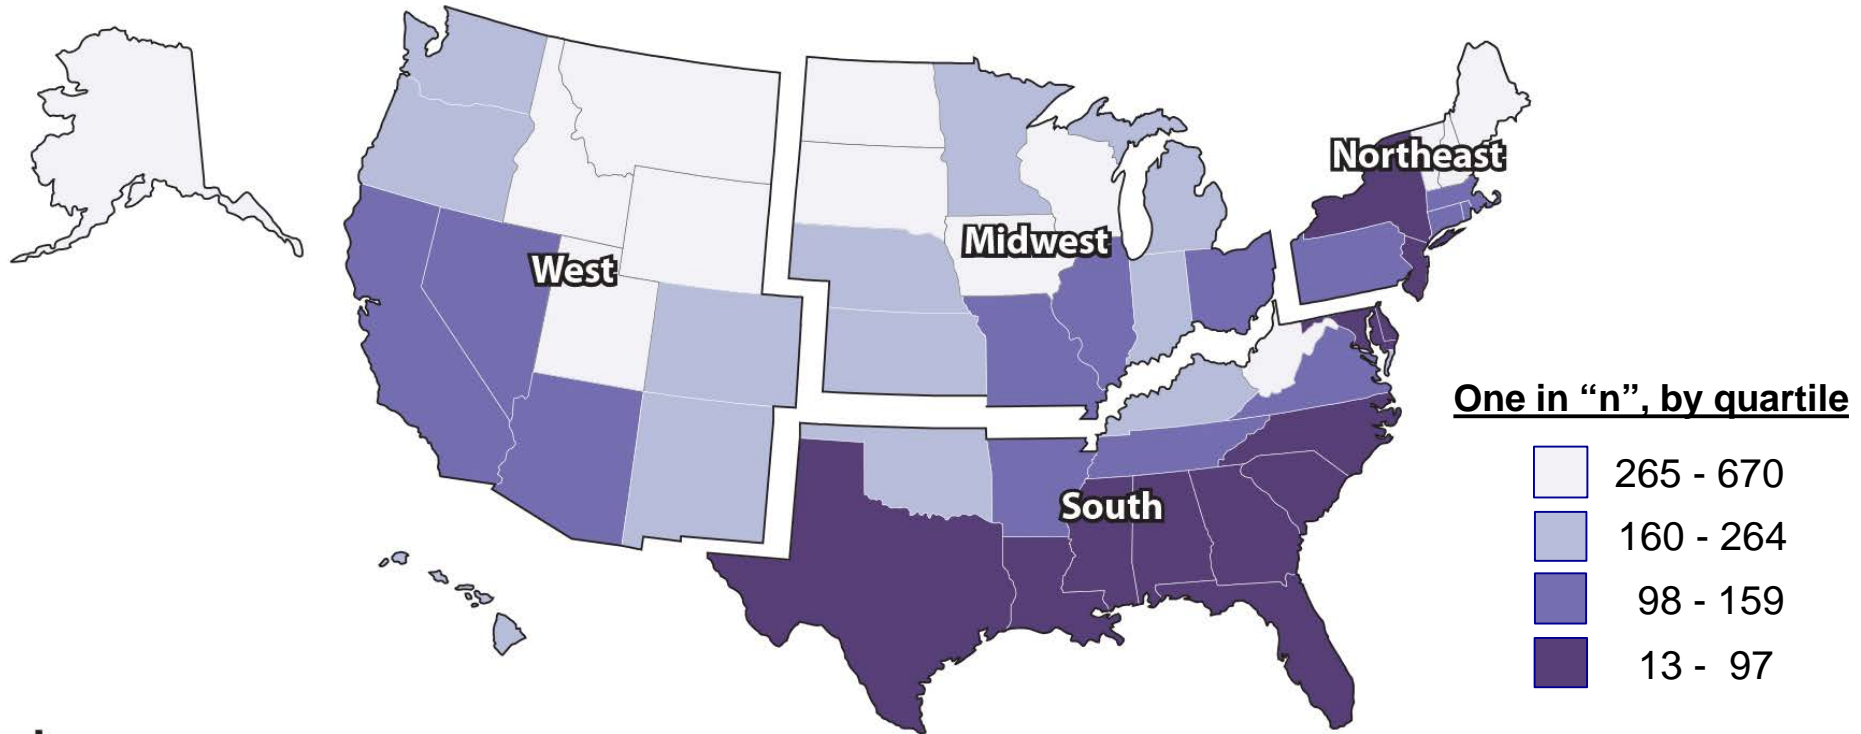 Northeast
Midwest
West
South
One in “n”, by quartile
265 - 670
160 - 264
98 - 159
13 - 97